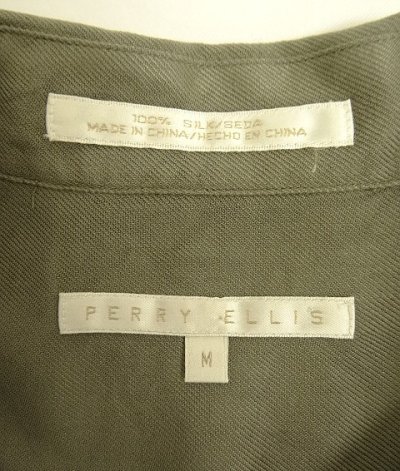 100% SILK/SEDA
MADE IN CHINA/HECHO EN CHINA
PERRY ELLIS
M